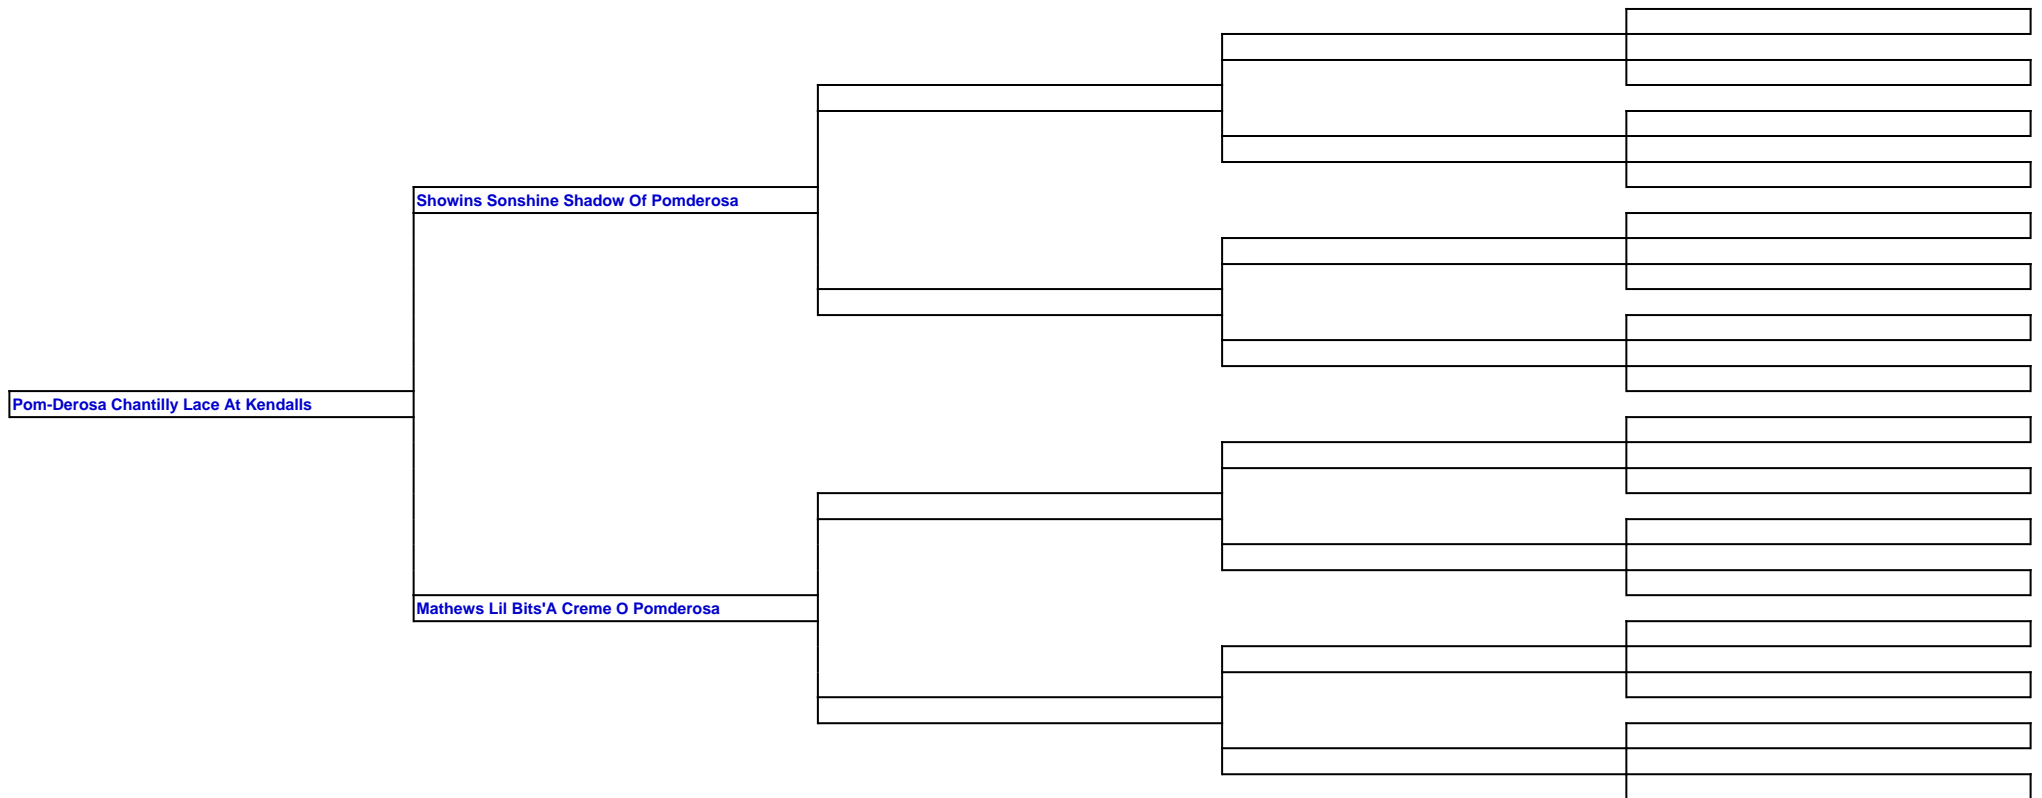 Showins Sonshine Shadow Of Pomderosa
Pom-Derosa Chantilly Lace At Kendalls
Mathews Lil Bits'A Creme O Pomderosa